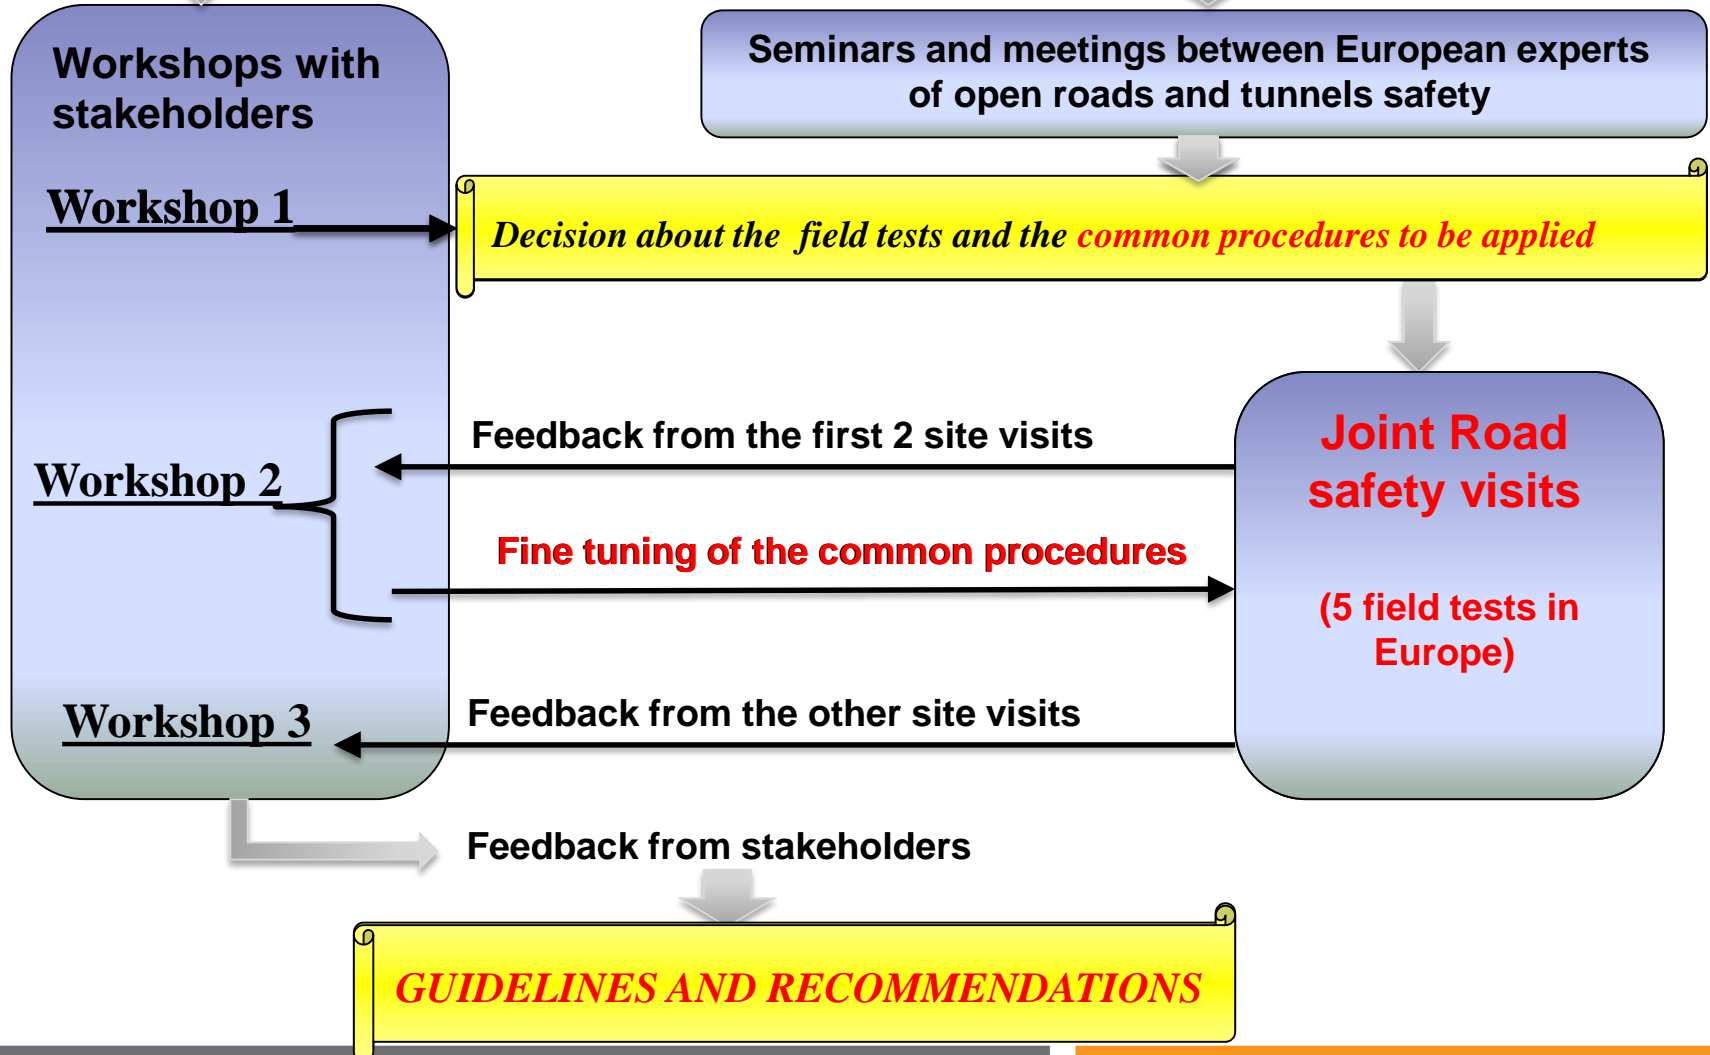 Workshops with
stakeholders
Seminars and meetings between European experts
of open roads and tunnels safety
Workshop 1
Decision about the field tests and the common procedures to be applied
Feedback from the first 2 site visits
Workshop 2
Fine tuning of the common procedures
Joint Road
safety visits
(5 field tests in
Europe)
Workshop 3
Feedback from the other site visits
Feedback from stakeholders
GUIDELINES AND RECOMMENDATIONS